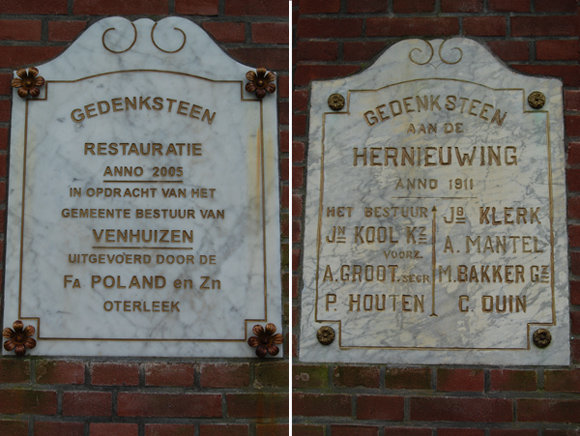 GEDENKSTEEN
RESTAURATIE
ANNO 2005
IN OPDRACHT VAN HET
GEMEENTE BESTUUR VAN
VENHUIZEN
UITGEVOERD DOOR DE
FA POLAND EN ZN
OTERLEEK
GEDENKSTEEN
AAN DE
HERNIEUWING
ANNO 1911
HET BESTUUR
JN KOOL KZ
VOORZ.
A. GROOT. SECR
P. HOUTEN
JB KLERK
A. MANTEL
M. BAKKER GZ
C. DUIN